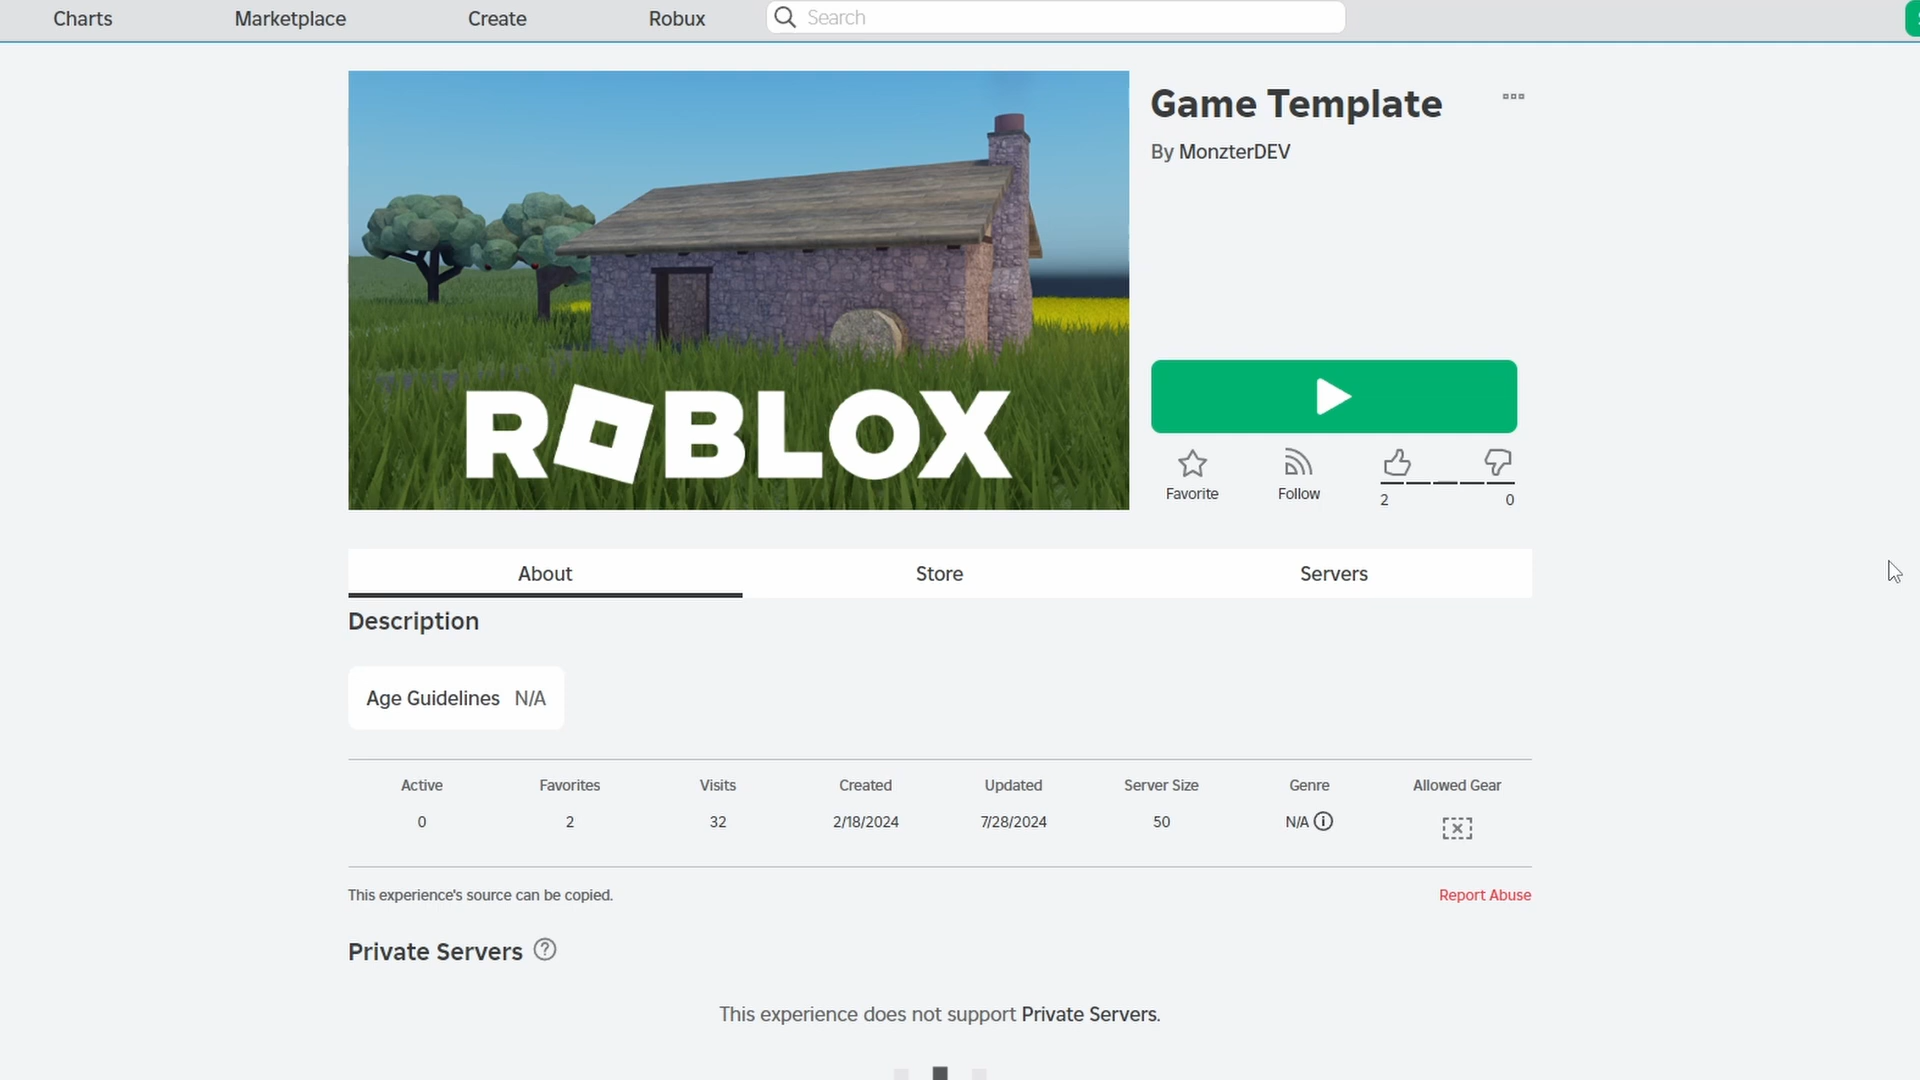 Charts Marketplace Create Robux Search
Game Template
By MonzterDEV
ROBLOX
Favorite Follow
2 0
About Store Servers
Description
Age Guidelines N/A
Active Favorites Visits Created Updated Server Size Genre Allowed Gear
0 2 32 2/18/2024 7/28/2024 50 N/A
This experience's source can be copied. Report Abuse
Private Servers
This experience does not support Private Servers.